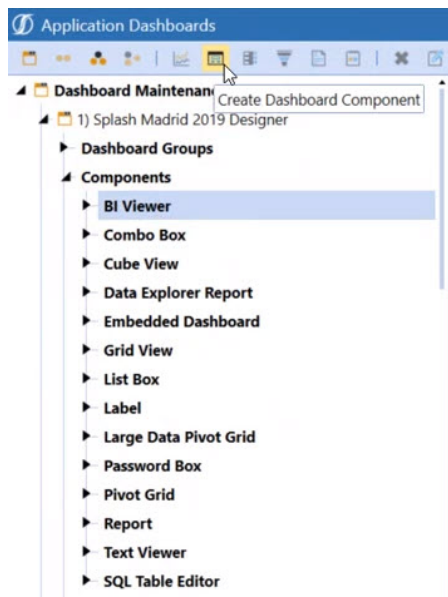 Application Dashboards
Create Dashboard Component
Dashboard Maintenan
1) Splash Madrid 2019 Designer
Dashboard Groups
Components
BI Viewer
Combo Box
Cube View
Data Explorer Report
Embedded Dashboard
Grid View
List Box
Label
Large Data Pivot Grid
Password Box
Pivot Grid
Report
Text Viewer
SQL Table Editor